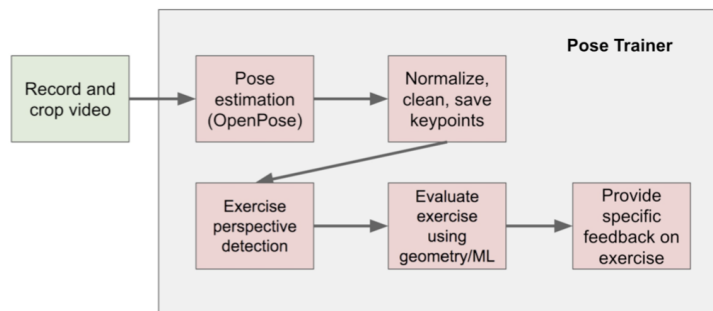 Pose Trainer
Record and
crop video
Pose
estimation
(OpenPose)
Normalize,
clean, save
keypoints
Exercise
perspective
detection
Evaluate
exercise
using
geometry/ML
Provide
specific
feedback on
exercise